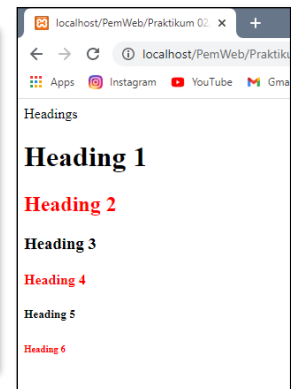 localhost/PemWeb/Praktikum 02
localhost/PemWeb/Praktiku
Apps Instagram YouTube Gma
Headings
Heading 1
Heading 2
Heading 3
Heading 4
Heading 5
Heading 6